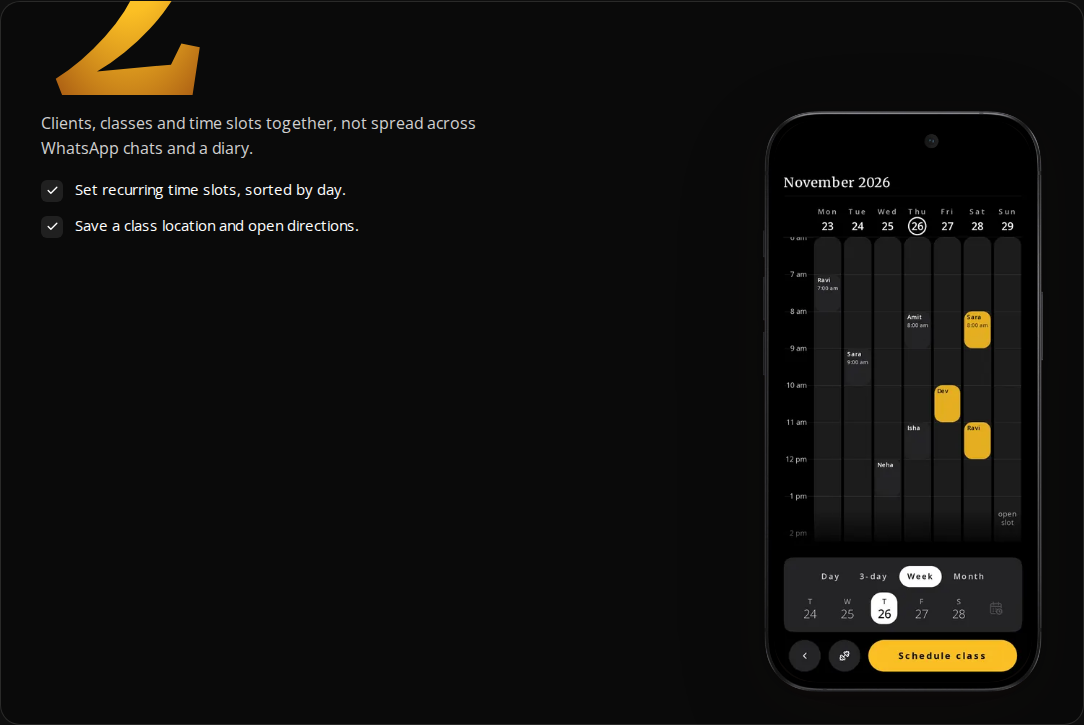 2
Clients, classes and time slots together, not spread across
WhatsApp chats and a diary.
Set recurring time slots, sorted by day.
Save a class location and open directions.
November 2026
Mon Tue Wed Thu Fri Sat Sun
23 24 25 26 27 28 29
7 am
Ravi
7:00 am
8 am
Amit
8:00 am
Sara
8:00 am
9 am
Sara
9:00 am
10 am
Dev
11 am
Isha
Ravi
12 pm
Neha
1 pm
open
slot
2 pm
Day 3-day Week Month
T W T F S
24 25 26 27 28
Schedule class